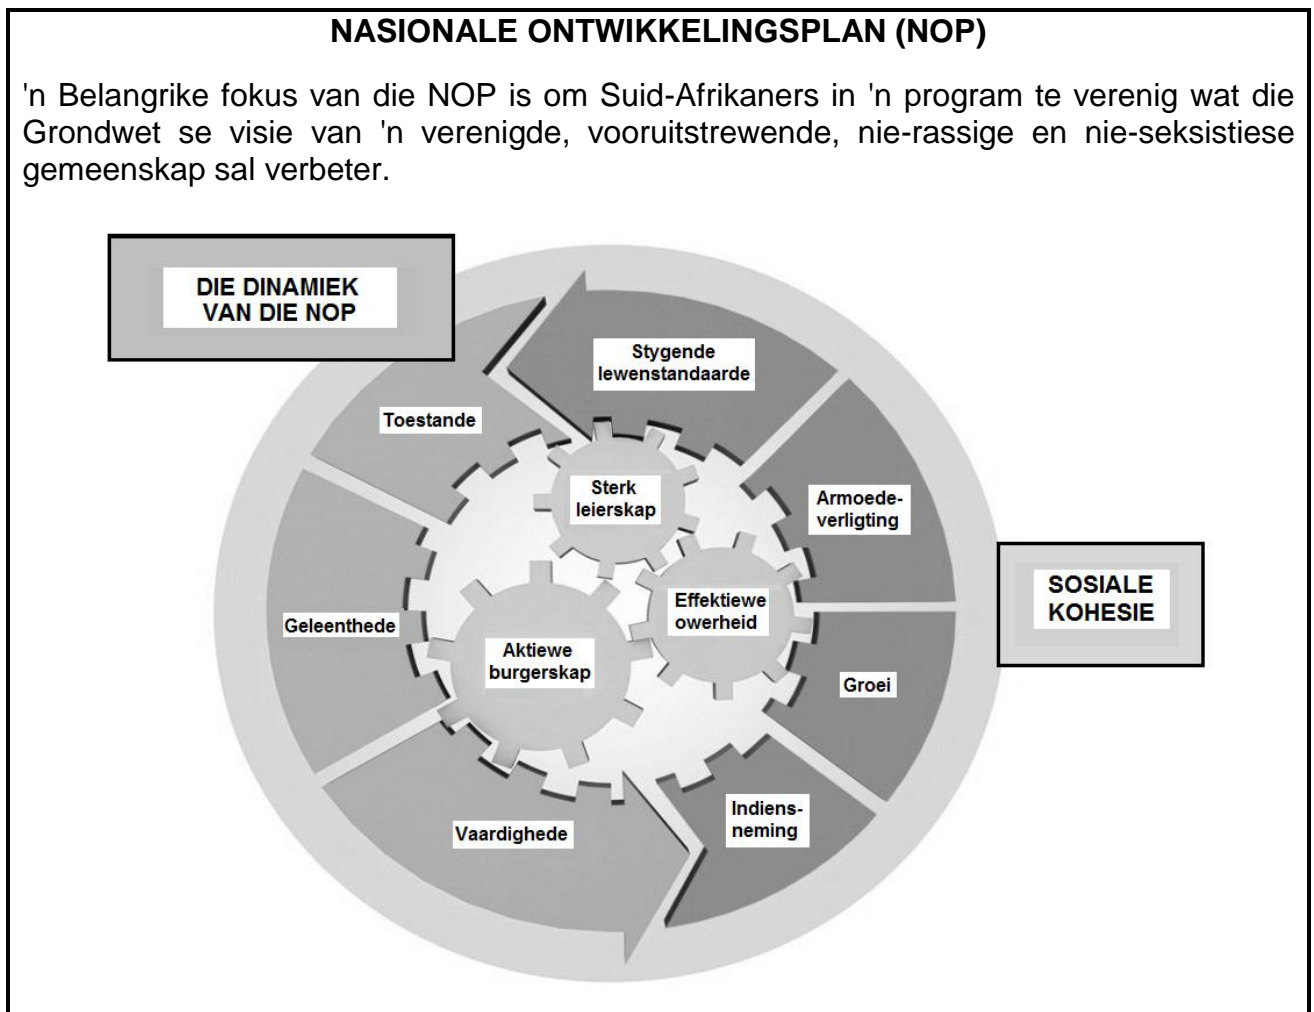 NASIONALE ONTWIKKELINGSPLAN (NOP)
'n Belangrike fokus van die NOP is om Suid-Afrikaners in 'n program te verenig wat die
Grondwet se visie van 'n verenigde, vooruitstrewende, nie-rassige en nie-seksistiese
gemeenskap sal verbeter.
DIE DINAMIEK
VAN DIE NOP
Stygende
lewenstandaarde
Toestande
Sterk
leierskap
Armoede-
verligting
SOSIALE
KOHESIE
Geleenthede
Effektiewe
owerheid
Aktiewe
burgerskap
Groei
Indiens-
neming
Vaardighede